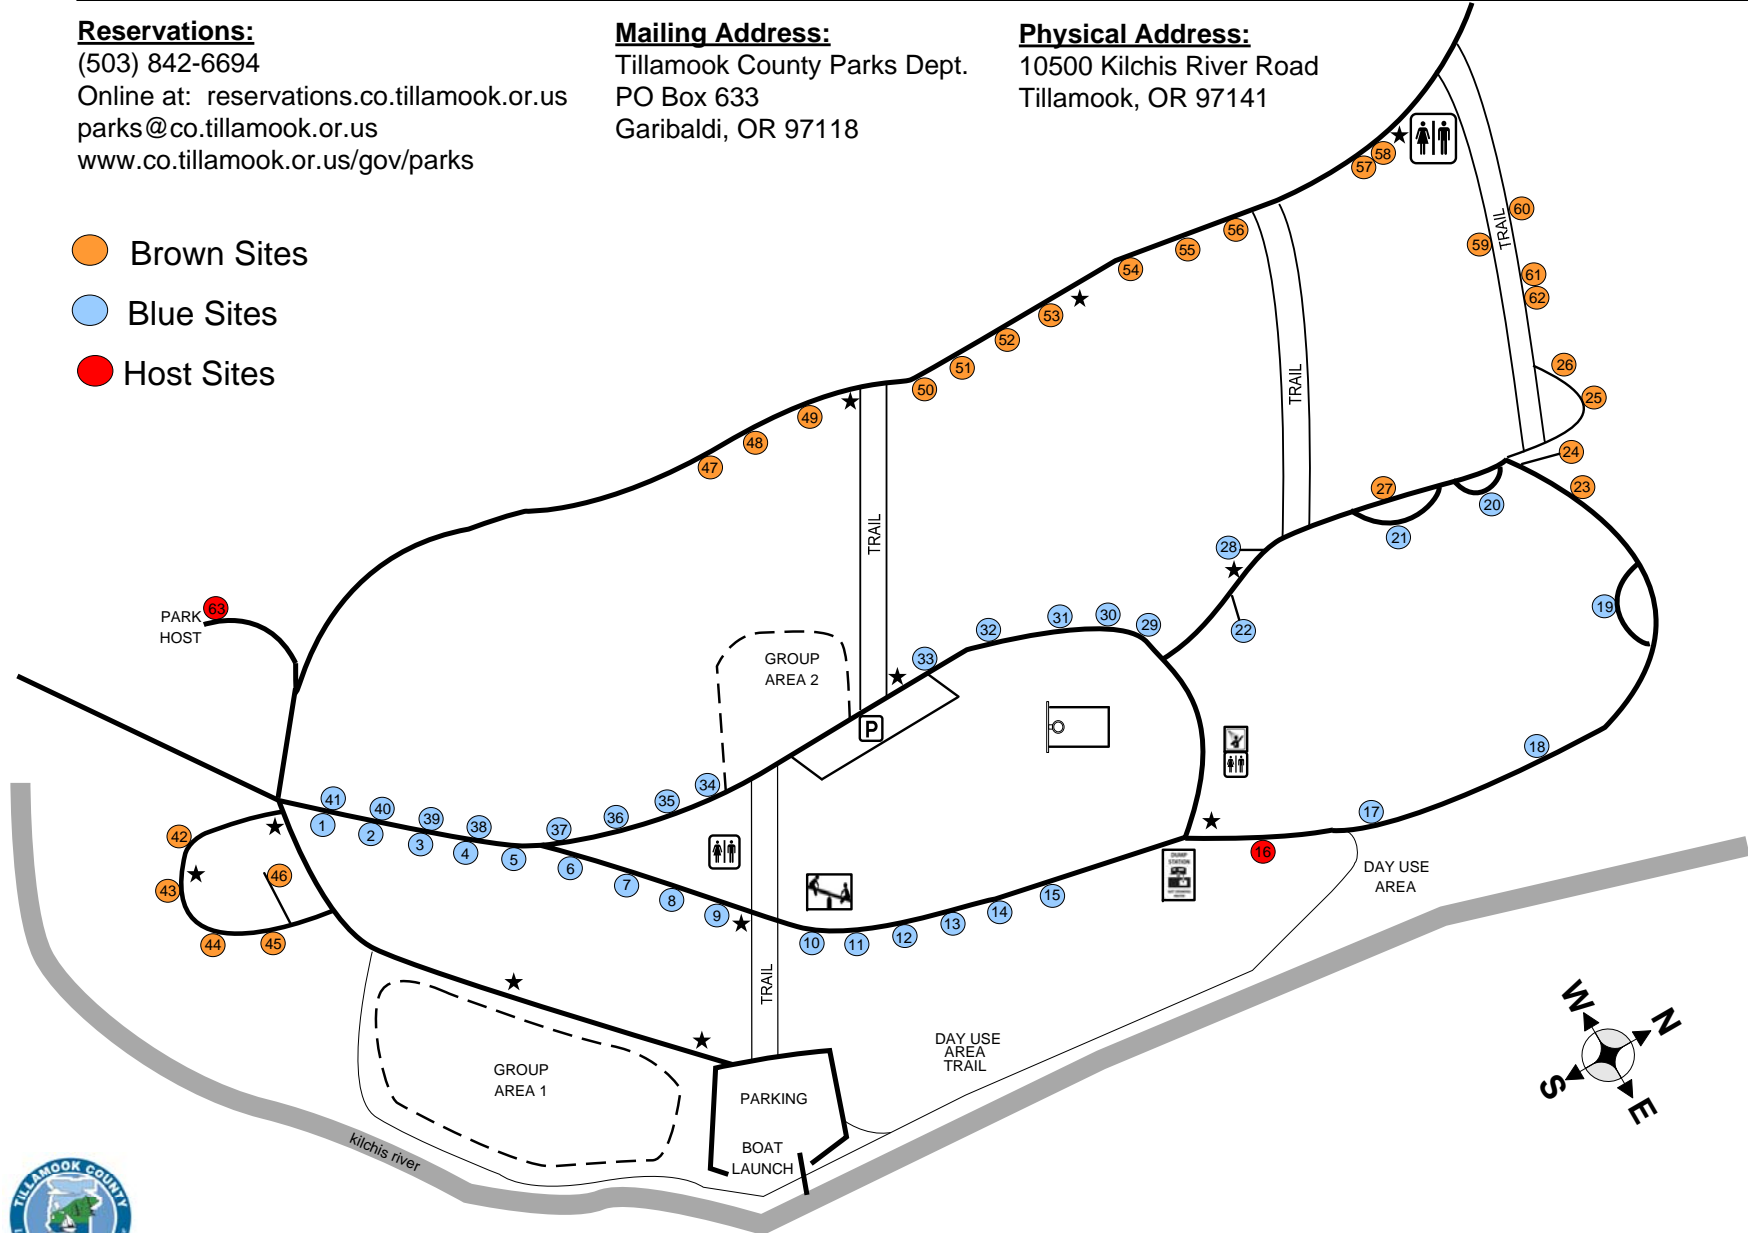 Reservations:
(503) 842-6694
Online at: reservations.co.tillamook.or.us
parks@co.tillamook.or.us
www.co.tillamook.or.us/gov/parks
Mailing Address:
Tillamook County Parks Dept.
PO Box 633
Garibaldi, OR 97118
Physical Address:
10500 Kilchis River Road
Tillamook, OR 97141
Brown Sites
Blue Sites
Host Sites
58
57
60
TRAIL
59
56
55
54
61
62
53
52
51
50
49
48
47
TRAIL
26
25
24
23
27
20
21
28
22
19
TRAIL
PARK
HOST
63
GROUP
AREA 2
33
32
31
30
29
P
18
17
16
34
35
36
37
38
39
40
41
1
2
3
4
5
6
7
8
9
10
11
12
13
14
15
42
43
44
45
46
DUMP
STATION
DAY USE
AREA
TRAIL
DAY USE
AREA
TRAIL
GROUP
AREA 1
PARKING
BOAT
LAUNCH
kilchis river
W
N
S
E
TILLAMOOK COUNTY